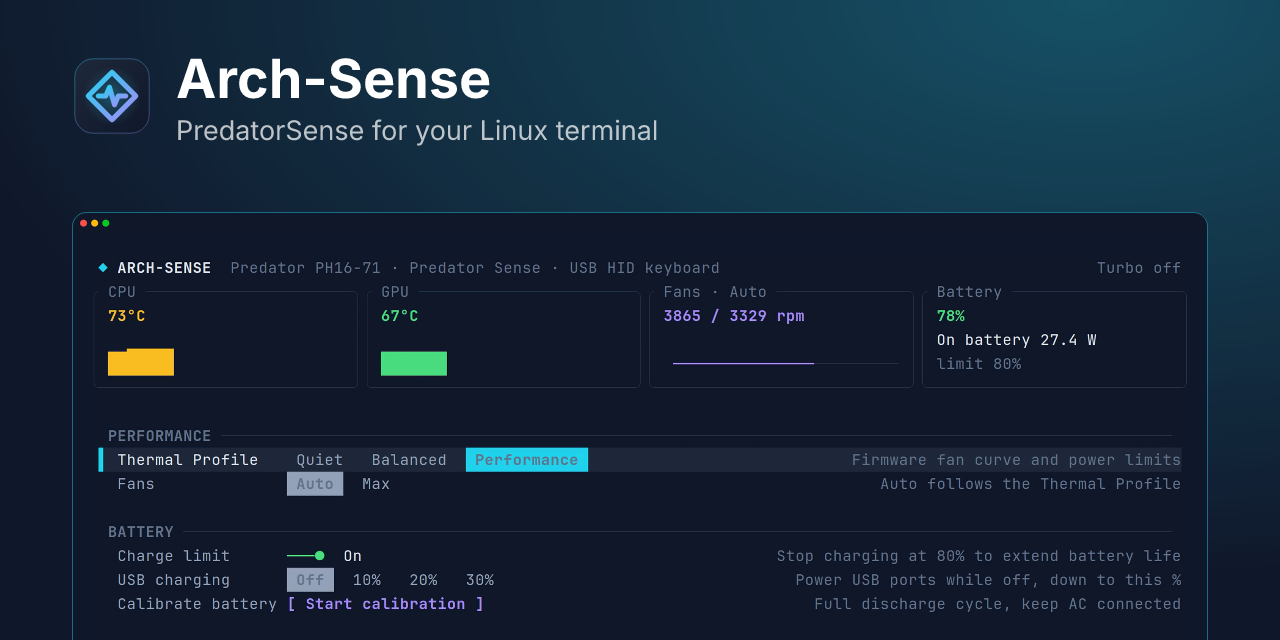 Arch-Sense
PredatorSense for your Linux terminal
◆ ARCH-SENSE Predator PH16-71 · Predator Sense · USB HID keyboard Turbo off
CPU GPU Fans · Auto Battery
73°C 67°C 3865 / 3329 rpm 78%
On battery 27.4 W
limit 80%
PERFORMANCE
Thermal Profile Quiet Balanced Performance Firmware fan curve and power limits
Fans Auto Max Auto follows the Thermal Profile
BATTERY
Charge limit On Stop charging at 80% to extend battery life
USB charging Off 10% 20% 30% Power USB ports while off, down to this %
Calibrate battery [ Start calibration ] Full discharge cycle, keep AC connected